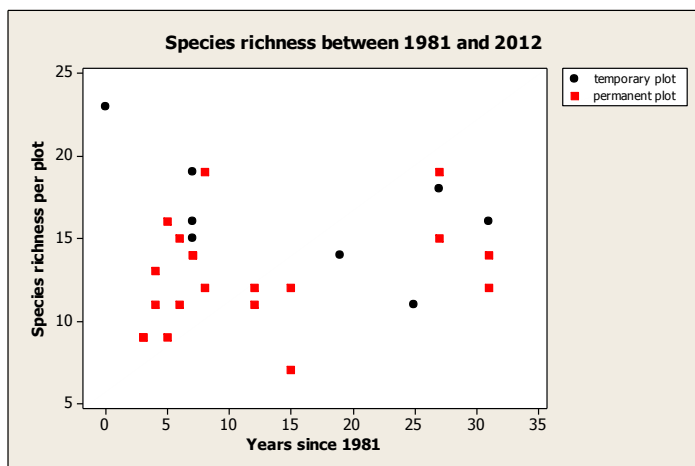 Species richness between 1981 and 2012
temporary plot
permanent plot
Species richness per plot
25
20
15
10
5
0 5 10 15 20 25 30 35
Years since 1981